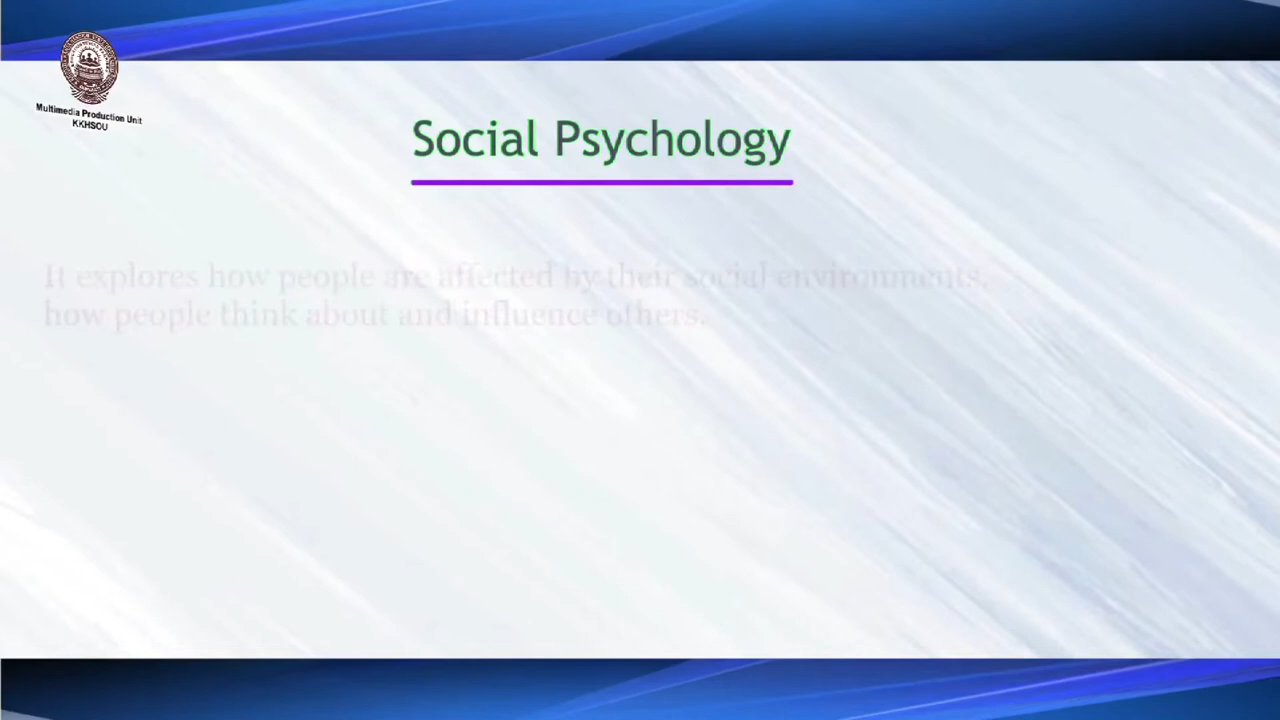 Multimedia Production Unit
KKHSOU
Social Psychology
It explores how people are affected by their social environments,
how people think about and influence others.